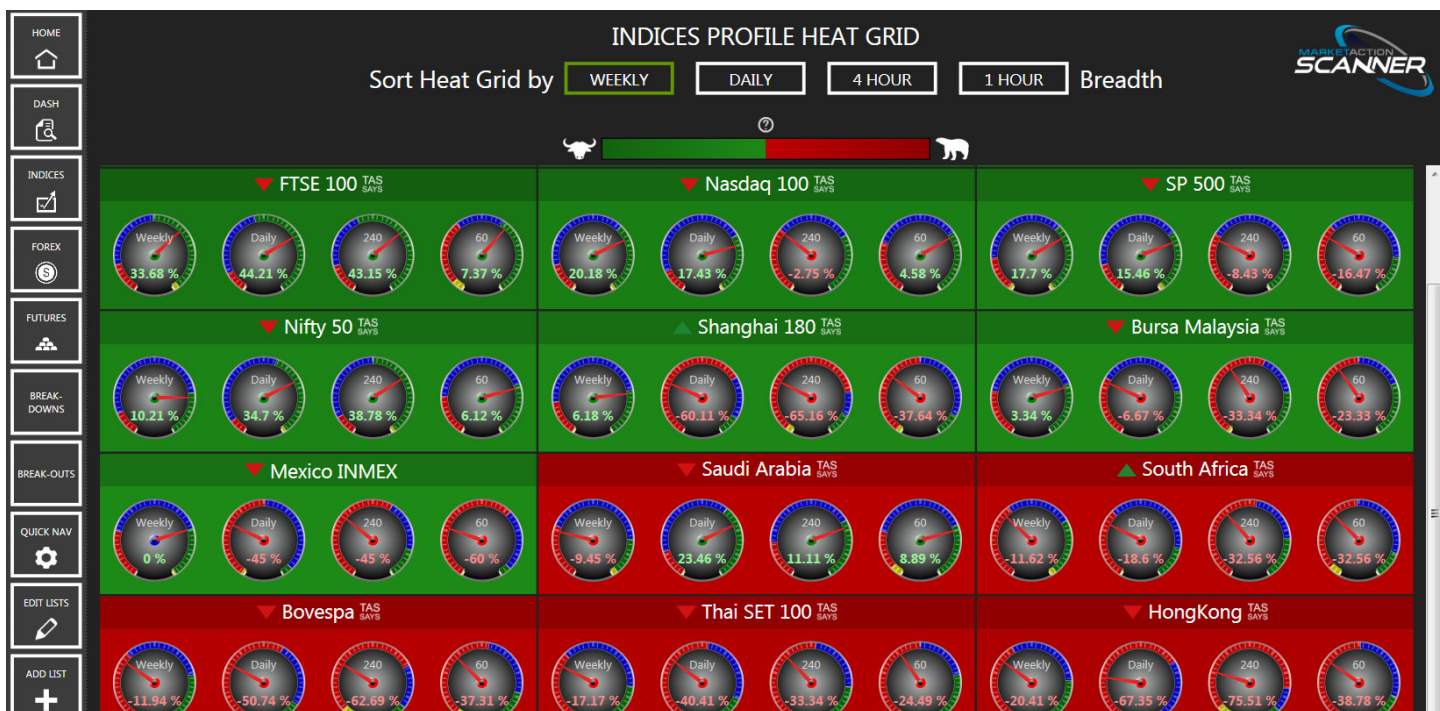 HOME
DASH
INDICES
FOREX
FUTURES
BREAK-
DOWNS
BREAK-OUTS
QUICK NAV
EDIT LISTS
ADD LIST
INDICES PROFILE HEAT GRID
Sort Heat Grid by WEEKLY DAILY 4 HOUR 1 HOUR Breadth
MARKETACTION
SCANNER
?
FTSE 100 TAS SAYS
Weekly Daily 240 60
33.68 % 44.21 % 43.15 % 7.37 %
Nasdaq 100 TAS SAYS
Weekly Daily 240 60
20.18 % 17.43 % -2.75 % 4.58 %
SP 500 TAS SAYS
Weekly Daily 240 60
17.7 % 15.46 % -8.43 % -16.47 %
Nifty 50 TAS SAYS
Weekly Daily 240 60
10.21 % 34.7 % 38.78 % 6.12 %
Shanghai 180 TAS SAYS
Weekly Daily 240 60
6.18 % -60.11 % -65.16 % -37.64 %
Bursa Malaysia TAS SAYS
Weekly Daily 240 60
3.34 % -6.67 % -33.34 % -23.33 %
Mexico INMEX
Weekly Daily 240 60
0 % -45 % -45 % -60 %
Saudi Arabia TAS SAYS
Weekly Daily 240 60
-9.45 % 23.46 % 11.11 % 8.89 %
South Africa TAS SAYS
Weekly Daily 240 60
-11.62 % -18.6 % -32.56 % -32.56 %
Bovespa TAS SAYS
Weekly Daily 240 60
-11.94 % -50.74 % -62.69 % -37.31 %
Thai SET 100 TAS SAYS
Weekly Daily 240 60
-17.17 % -40.41 % -33.34 % -24.49 %
HongKong TAS SAYS
Weekly Daily 240 60
-20.41 % -67.35 % -75.51 % -38.78 %